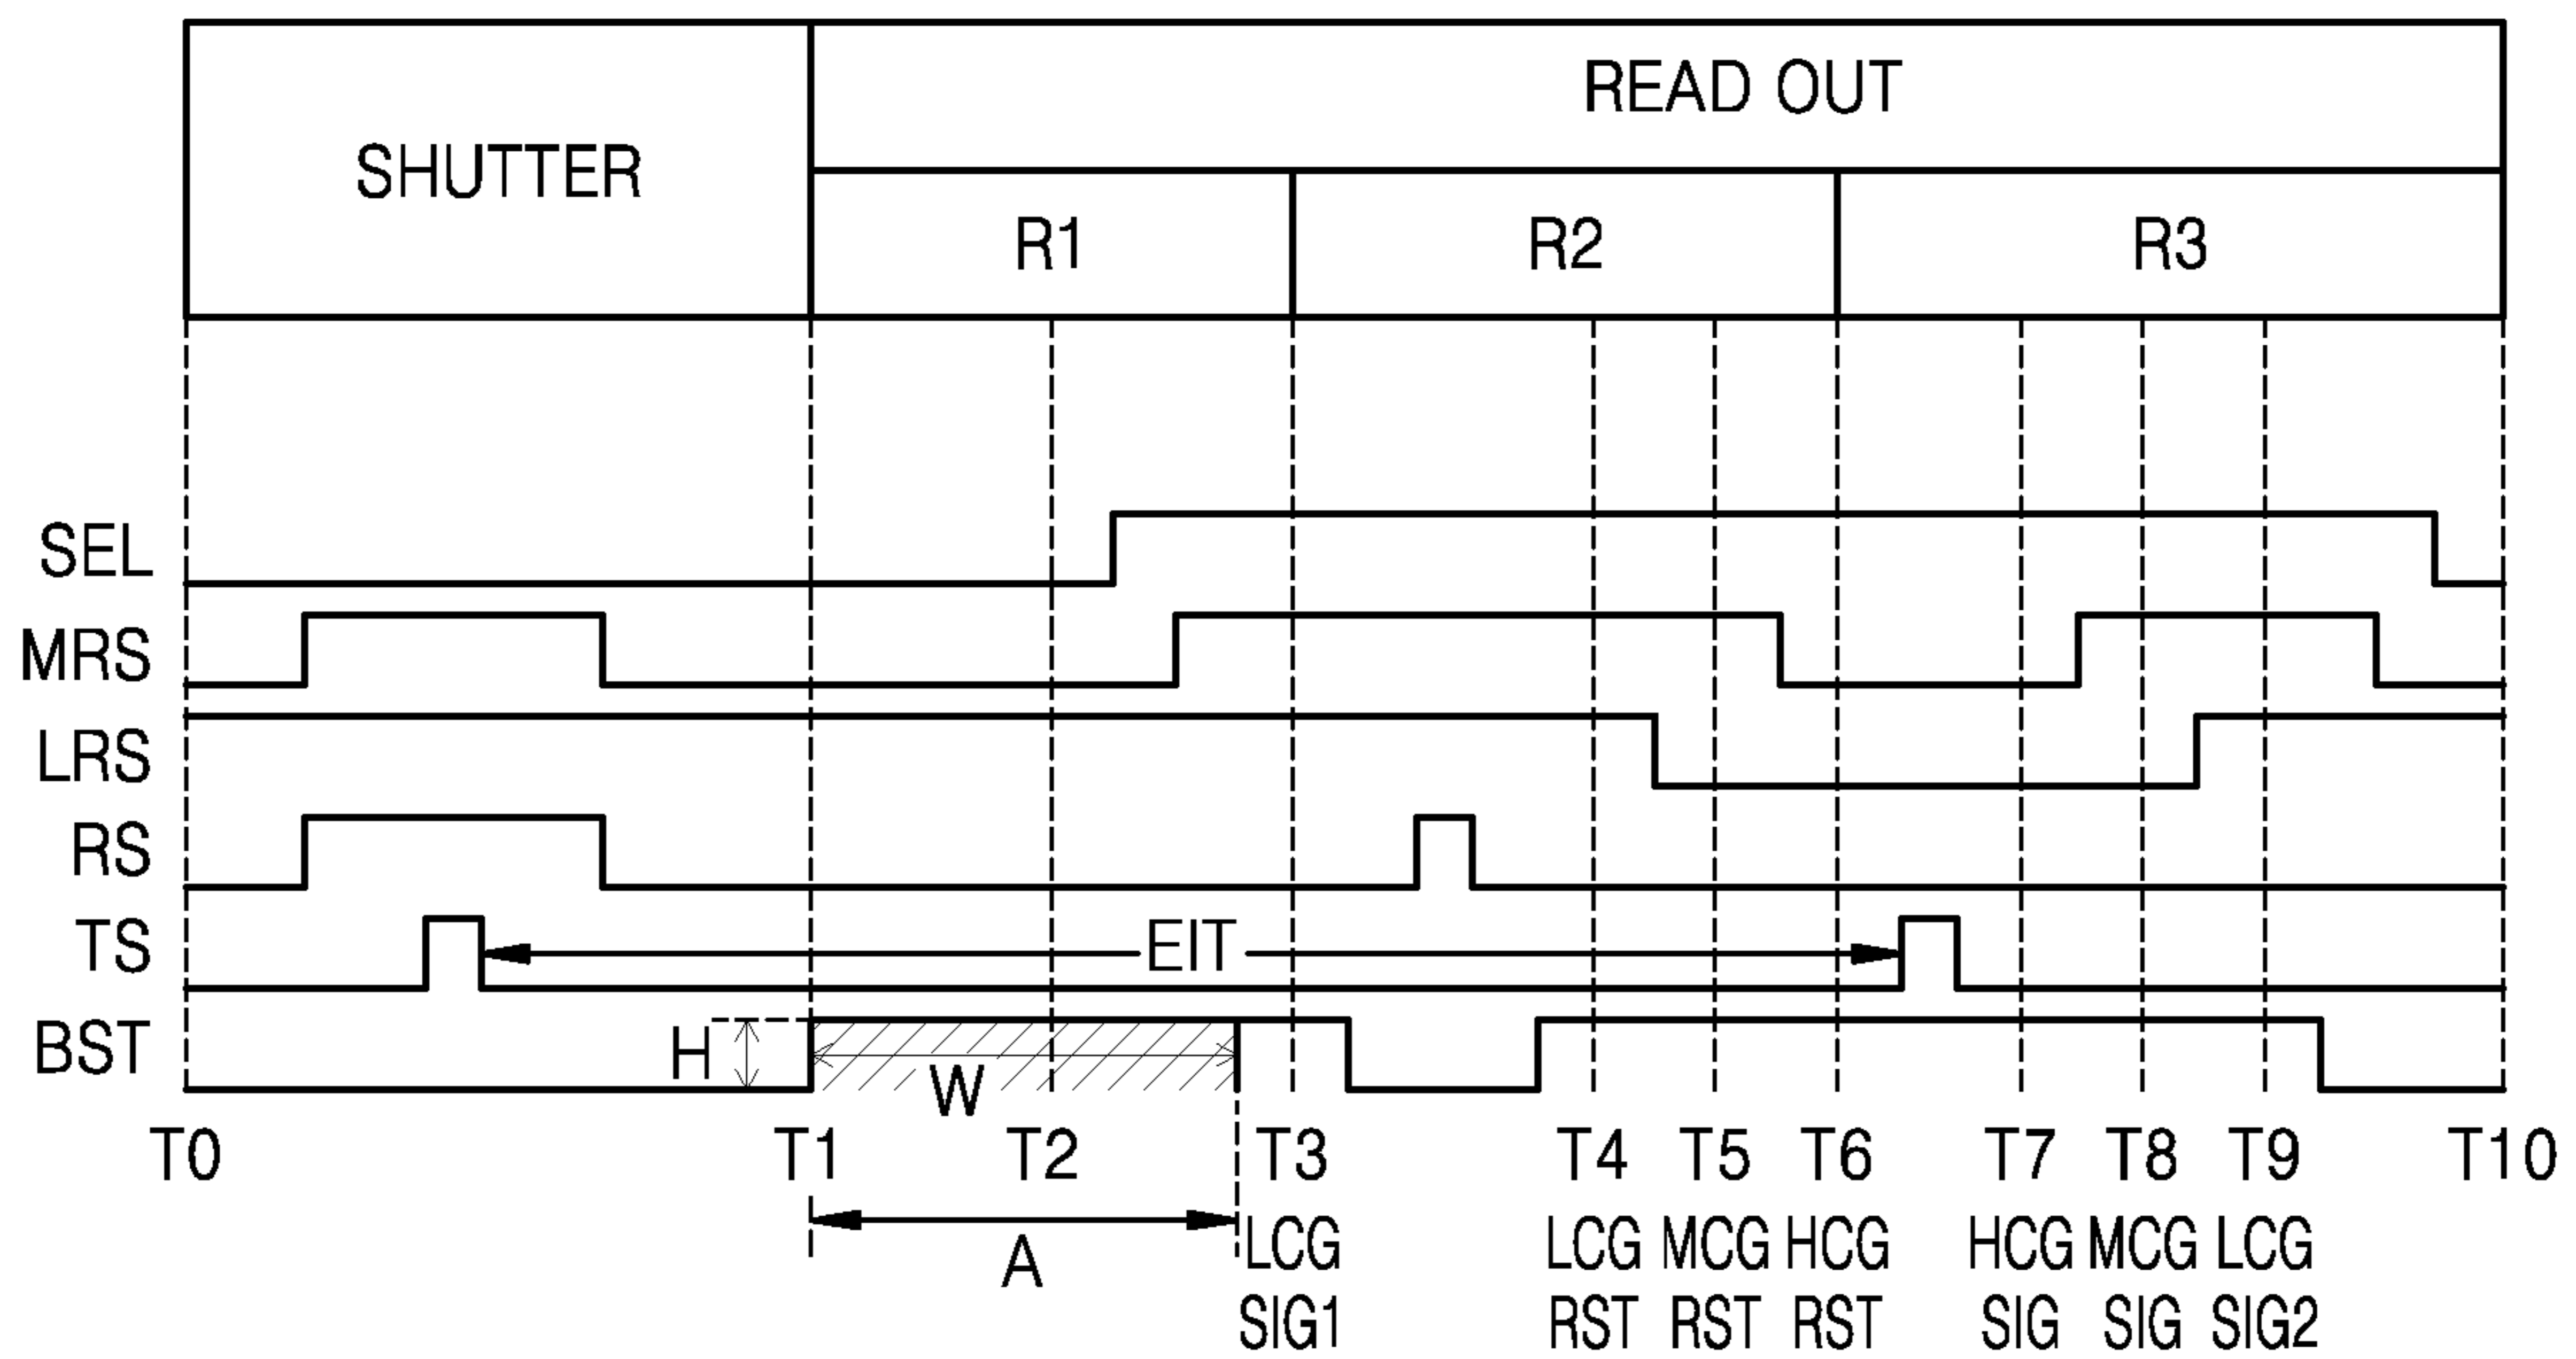 READ OUT
SHUTTER
R1 R2 R3
SEL
MRS
LRS
RS
TS EIT
BST H W
T0 T1 T2 T3 T4 T5 T6 T7 T8 T9 T10
A LCG LCG MCG HCG HCG MCG LCG
SIG1 RST RST RST SIG SIG SIG2